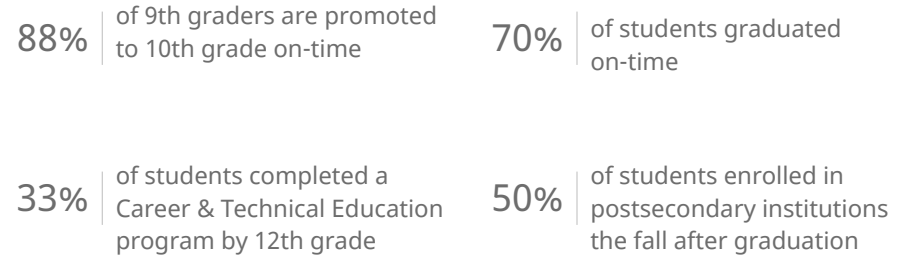 88%
of 9th graders are promoted
to 10th grade on-time
70%
of students graduated
on-time
33%
of students completed a
Career & Technical Education
program by 12th grade
50%
of students enrolled in
postsecondary institutions
the fall after graduation